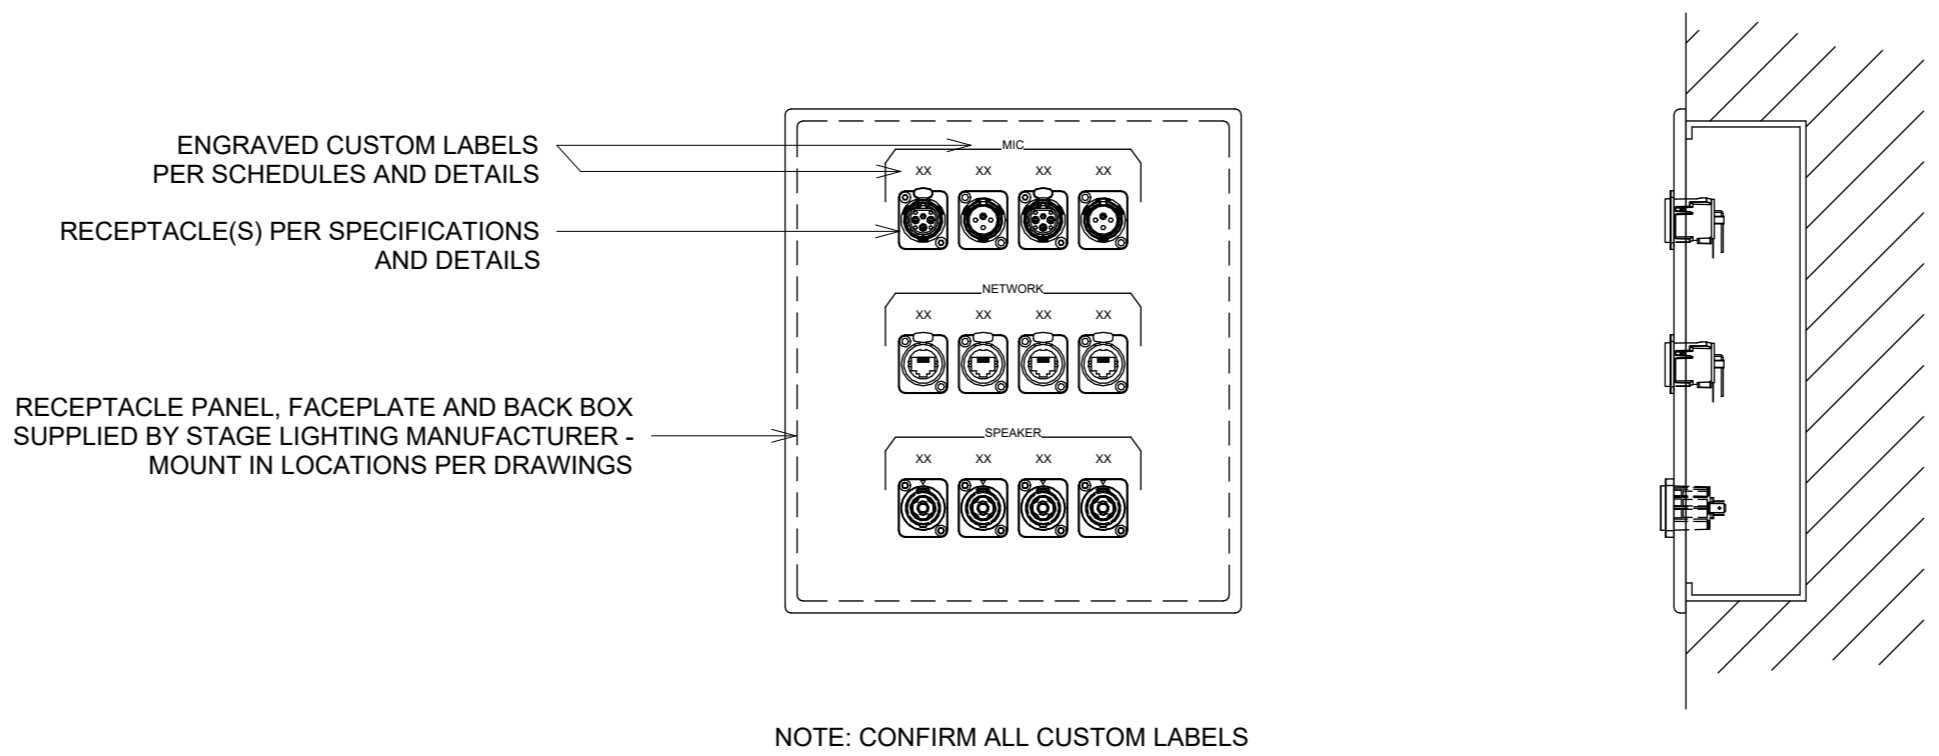 ENGRAVED CUSTOM LABELS
PER SCHEDULES AND DETAILS
RECEPTACLE(S) PER SPECIFICATIONS
AND DETAILS
RECEPTACLE PANEL, FACEPLATE AND BACK BOX
SUPPLIED BY STAGE LIGHTING MANUFACTURER -
MOUNT IN LOCATIONS PER DRAWINGS
MIC
XX XX XX XX
NETWORK
XX XX XX XX
SPEAKER
XX XX XX XX
NOTE: CONFIRM ALL CUSTOM LABELS